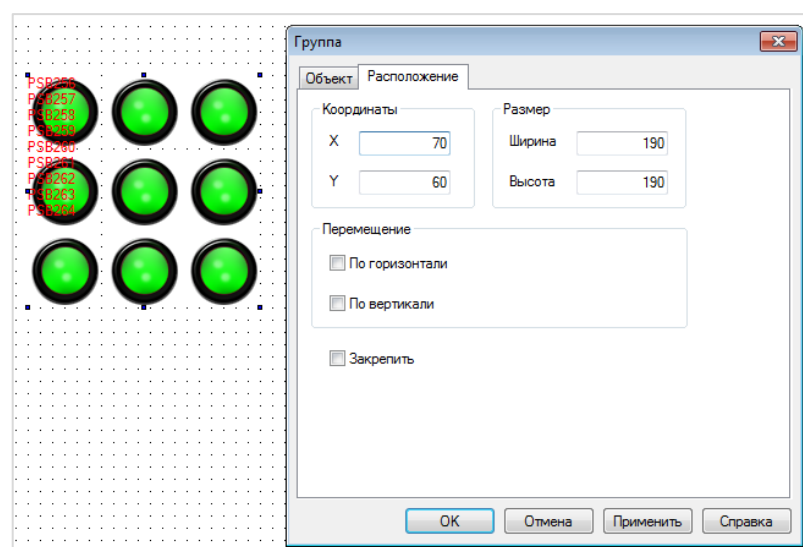 Группа
Объект Расположение
PSB256
PSB257
PSB258
PSB259
PSB260
PSB261
PSB262
PSB263
PSB264
Координаты
X 70
Y 60
Размер
Ширина 190
Высота 190
Перемещение
По горизонтали
По вертикали
Закрепить
OK Отмена Применить Справка